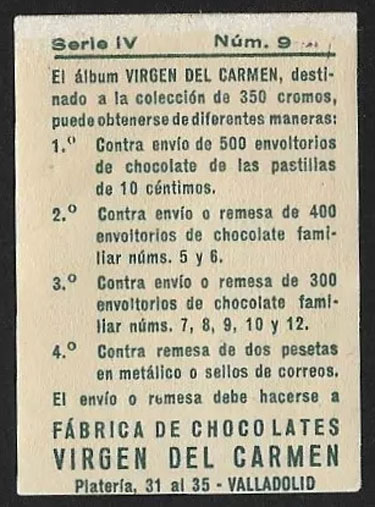 Serie IV Núm. 9
El álbum VIRGEN DEL CARMEN, desti-
nado a la colección de 350 cromos,
puede obtenerse de diferentes maneras:
1.º Contra envío de 500 envoltorios
de chocolate de las pastillas
de 10 céntimos.
2.º Contra envío o remesa de 400
envoltorios de chocolate fami-
liar núms. 5 y 6.
3.º Contra envío o remesa de 300
envoltorios de chocolate fami-
liar núms. 7, 8, 9, 10 y 12.
4.º Contra remesa de dos pesetas
en metálico o sellos de correos.
El envío o remesa debe hacerse a
FÁBRICA DE CHOCOLATES
VIRGEN DEL CARMEN
Platería, 31 al 35 - VALLADOLID